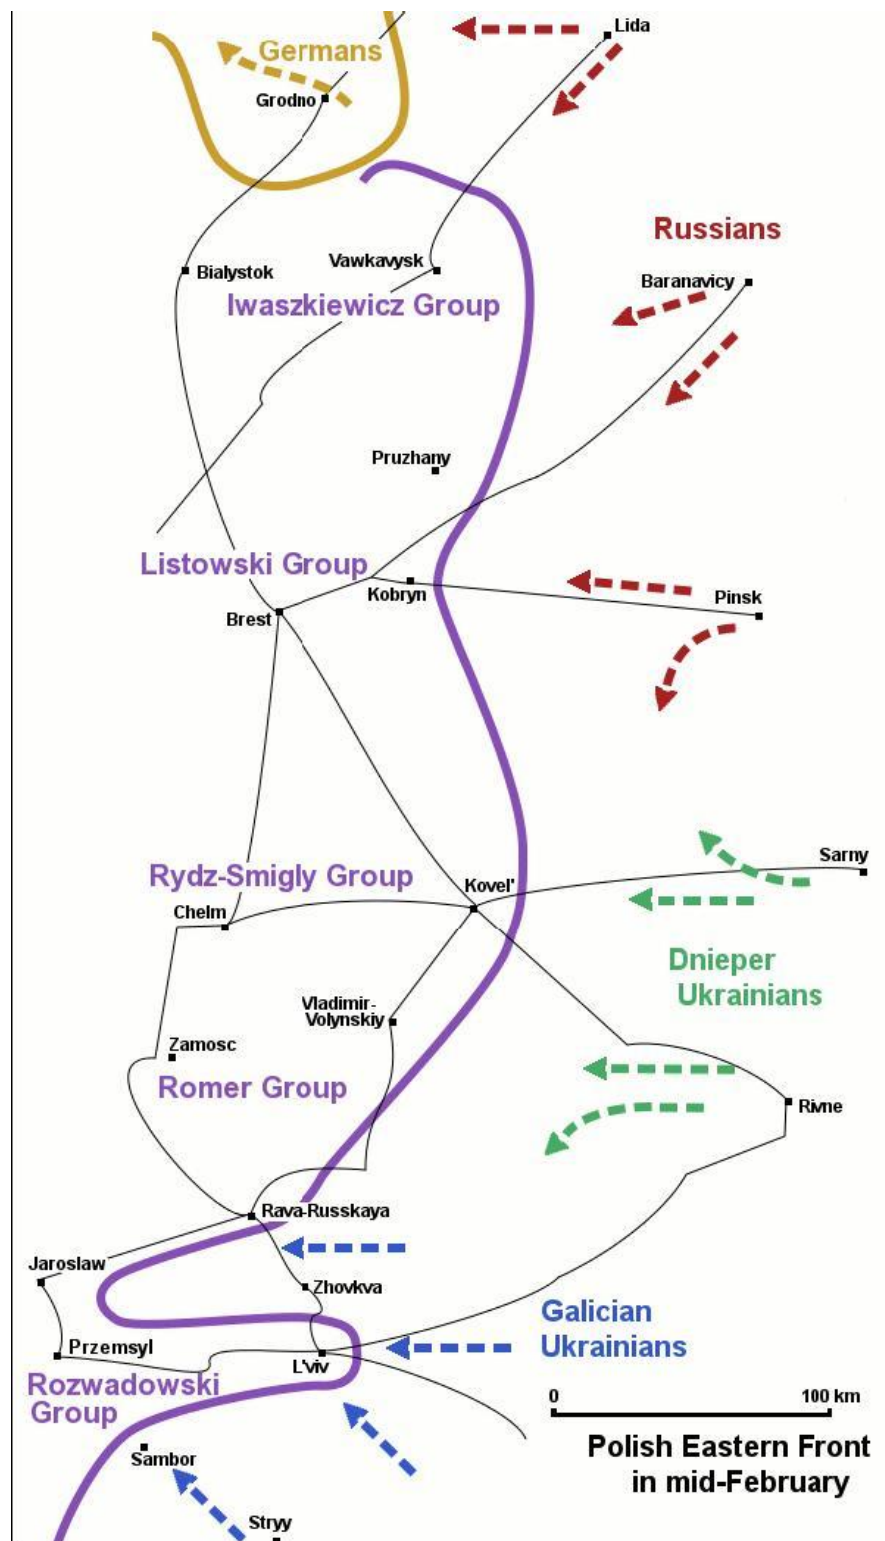 Lida
Germans
Grodno
Russians
Vawkavysk
Bialystok
Baranavicy
Iwaszkiewicz Group
Pruzhany
Listowski Group
Kobryn
Pinsk
Brest
Sarny
Rydz-Smigly Group
Kovel'
Chelm
Dnieper
Ukrainians
Vladimir-
Volynskiy
Zamosc
Romer Group
Rivne
Rava-Russkaya
Jaroslaw
Zhovkva
Galician
Ukrainians
Przemsyl
L'viv
Rozwadowski
Group
0 100 km
Polish Eastern Front
in mid-February
Sambor
Stryy